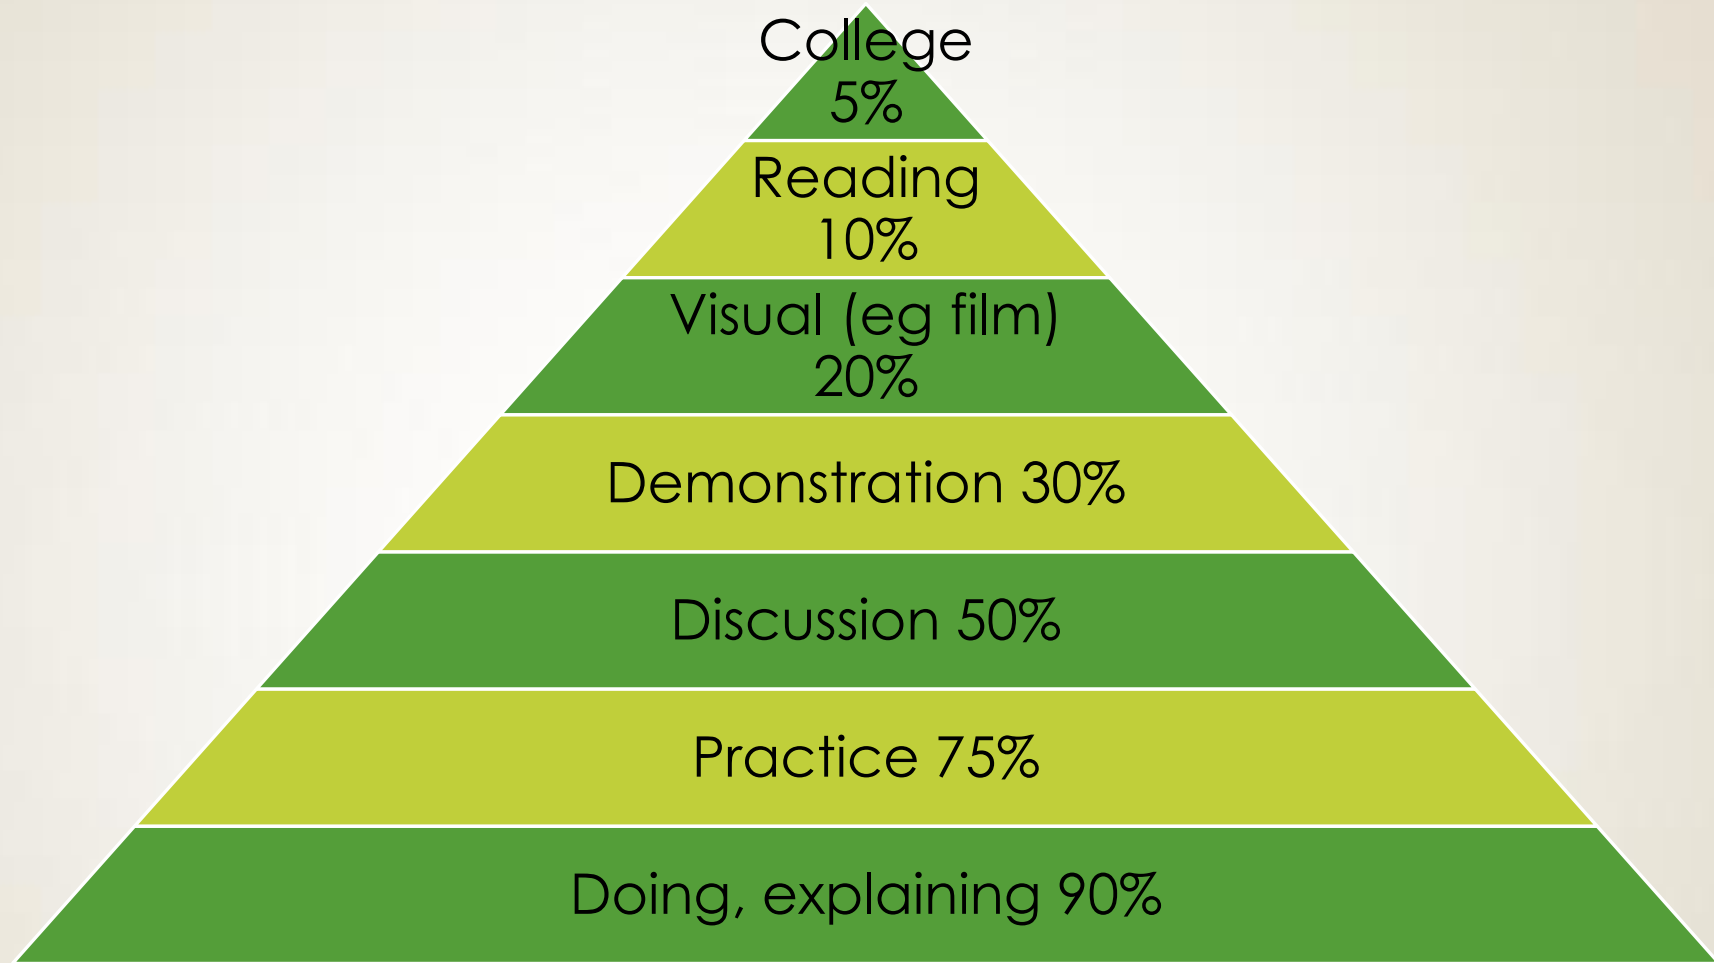 College
5%
Reading
10%
Visual (eg film)
20%
Demonstration 30%
Discussion 50%
Practice 75%
Doing, explaining 90%